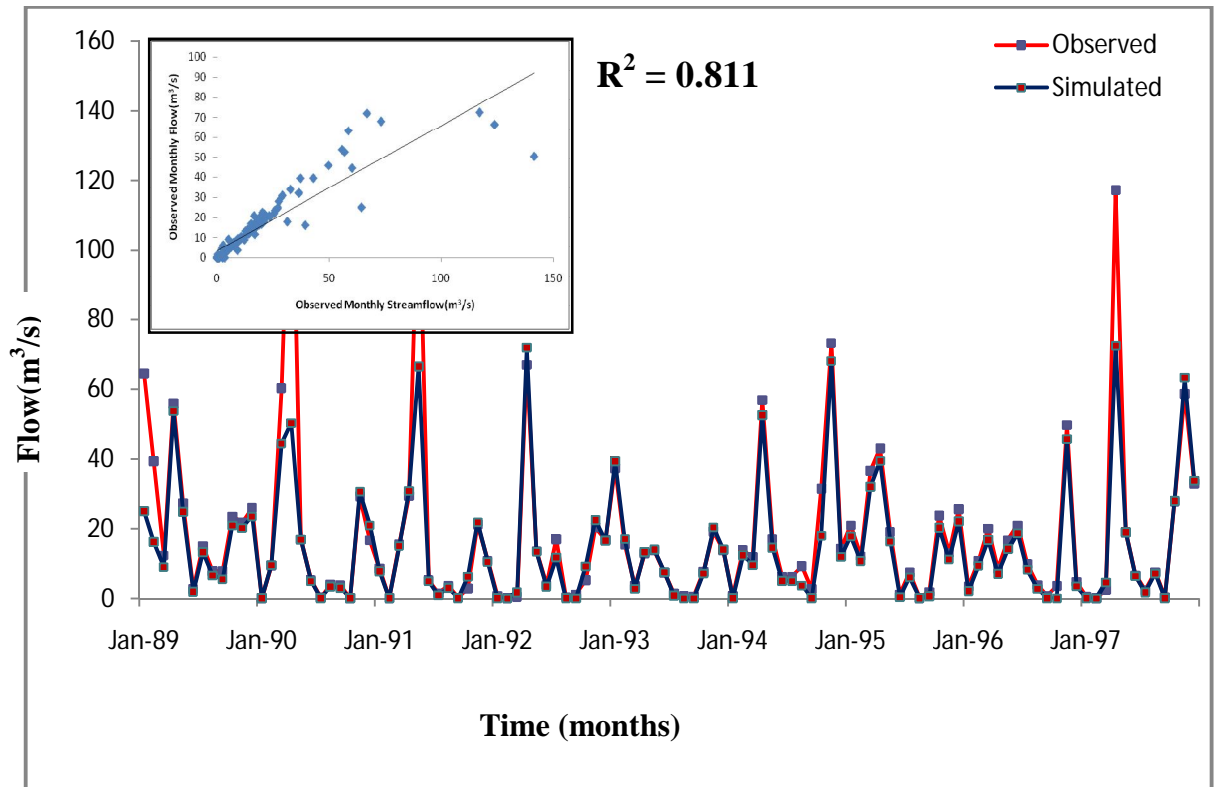 160
140
120
100
80
60
40
20
0
Flow(m³/s)
Jan-89 Jan-90 Jan-91 Jan-92 Jan-93 Jan-94 Jan-95 Jan-96 Jan-97
Time (months)
R² = 0.811
Observed
Simulated
100
90
80
70
60
50
40
30
20
10
0
Observed Monthly Flow(m³/s)
0 50 100 150
Observed Monthly Streamflow(m³/s)